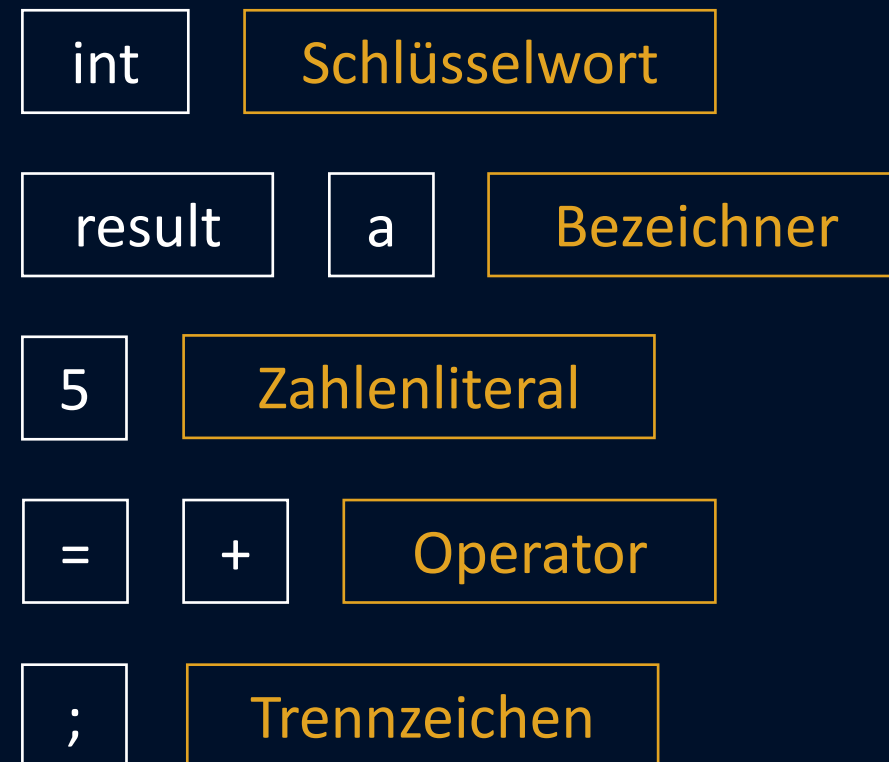 int Schlüsselwort
result a Bezeichner
5 Zahlenliteral
= + Operator
; Trennzeichen